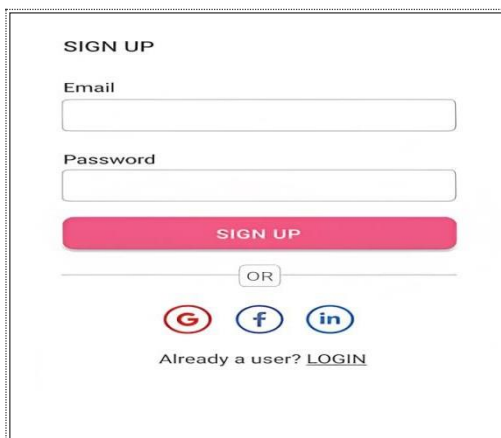 SIGN UP
Email
Password
SIGN UP
OR
G f in
Already a user? LOGIN